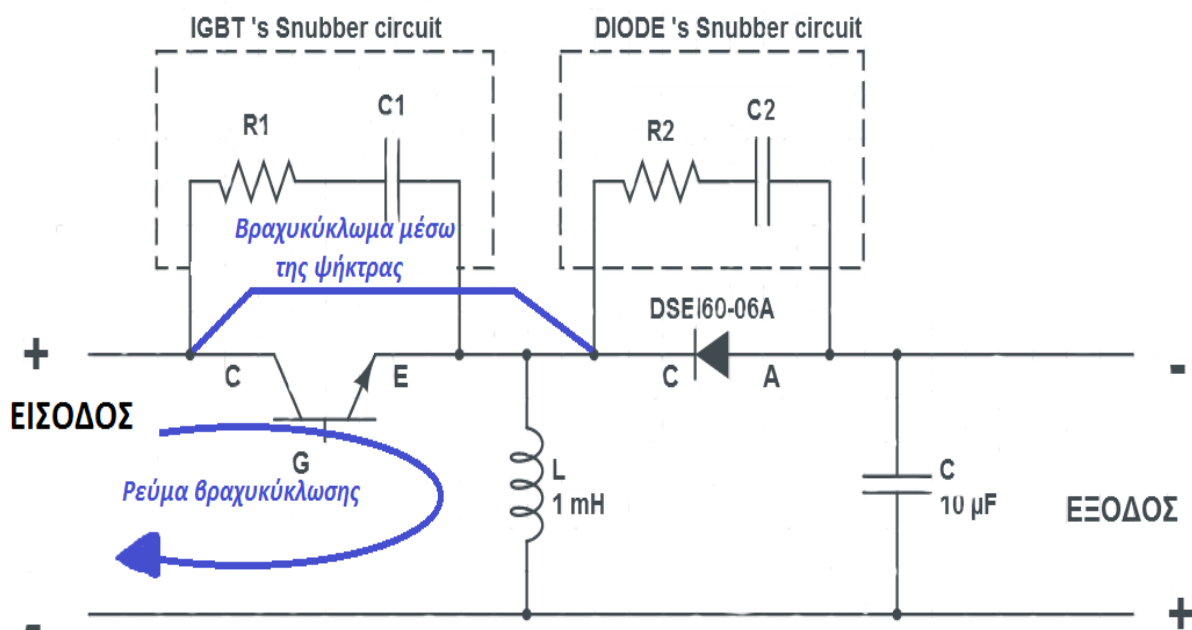 IGBT 's Snubber circuit
DIODE 's Snubber circuit
R1
C1
R2
C2
Βραχυκύκλωμα μέσω
της ψήκτρας
DSEI60-06A
+
C
E
C
A
-
ΕΙΣΟΔΟΣ
G
Ρεύμα βραχυκύκλωσης
L
1 mH
C
10 µF
ΕΞΟΔΟΣ
-
+